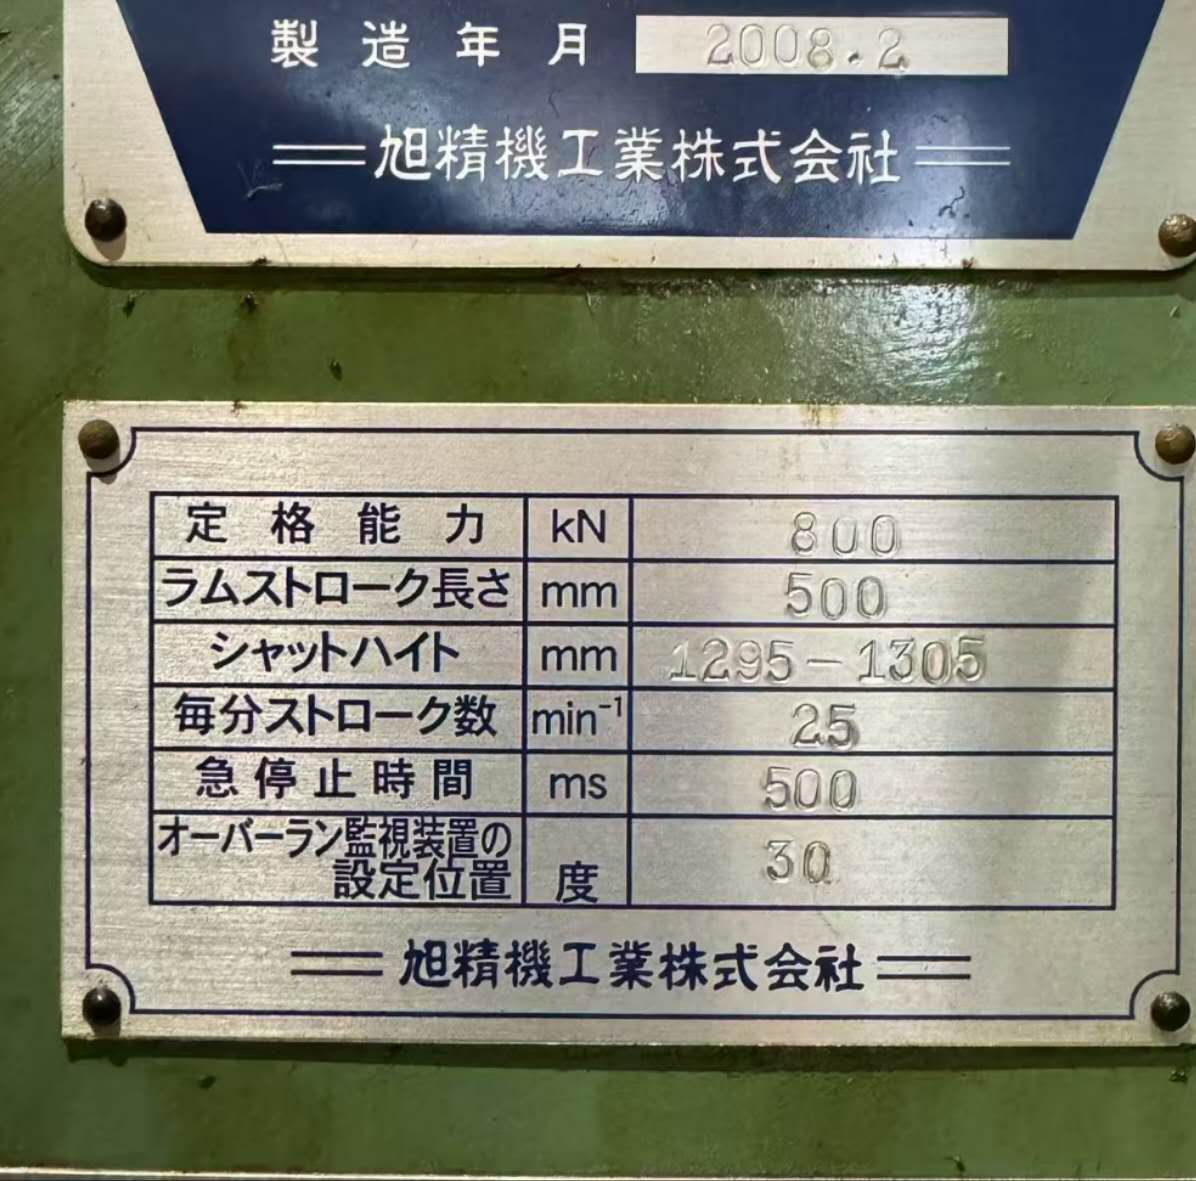 製造年月 2008.2
旭精機工業株式会社
定格能力 kN 800
ラムストローク長さ mm 500
シャットハイト mm 1295-1305
毎分ストローク数 min⁻¹ 25
急停止時間 ms 500
オーバーラン監視装置の
設定位置 度 30
旭精機工業株式会社